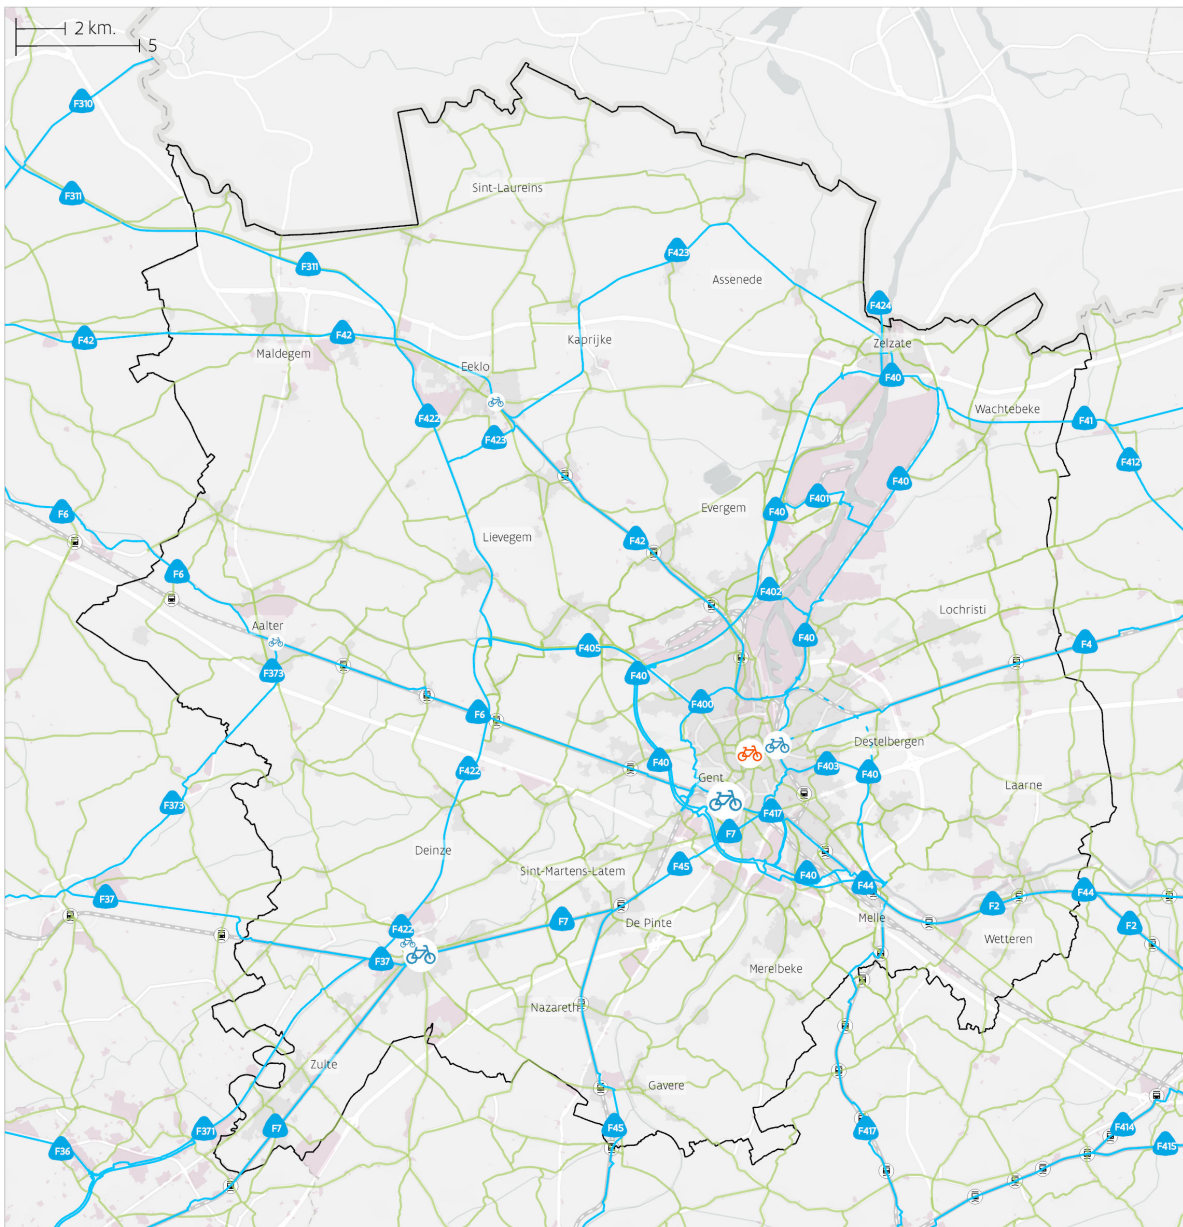 2 km.
5
F310
F311
Sint-Laureins
F423
F311
Assenede
F424
F42
F42
Kaprijke
Zelzate
Maldegem
Eeklo
F40
F422
Wachtebeke
F41
F423
F412
F40
F401
F6
Evergem
F40
Lievegem
F42
F6
F402
Lochristi
Aalter
F40
F4
F405
F373
F40
F400
F6
Destelbergen
F40
F403
F40
F422
Gent
Laarne
F373
F417
F7
Deinze
Sint-Martens-Latem
F45
F40
F44
F44
F37
F2
F7
De Pinte
Melle
F2
F422
Wetteren
F37
Merelbeke
Nazareth
Zulte
Gavere
F7
F371
F45
F417
F414
F36
F415